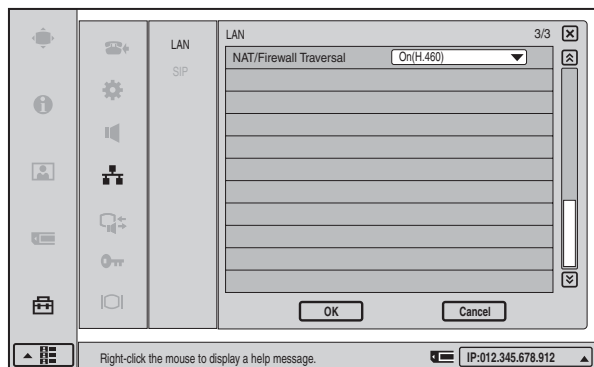 LAN
SIP
LAN 3/3
NAT/Firewall Traversal On(H.460)
OK Cancel
Right-click the mouse to display a help message. IP:012.345.678.912